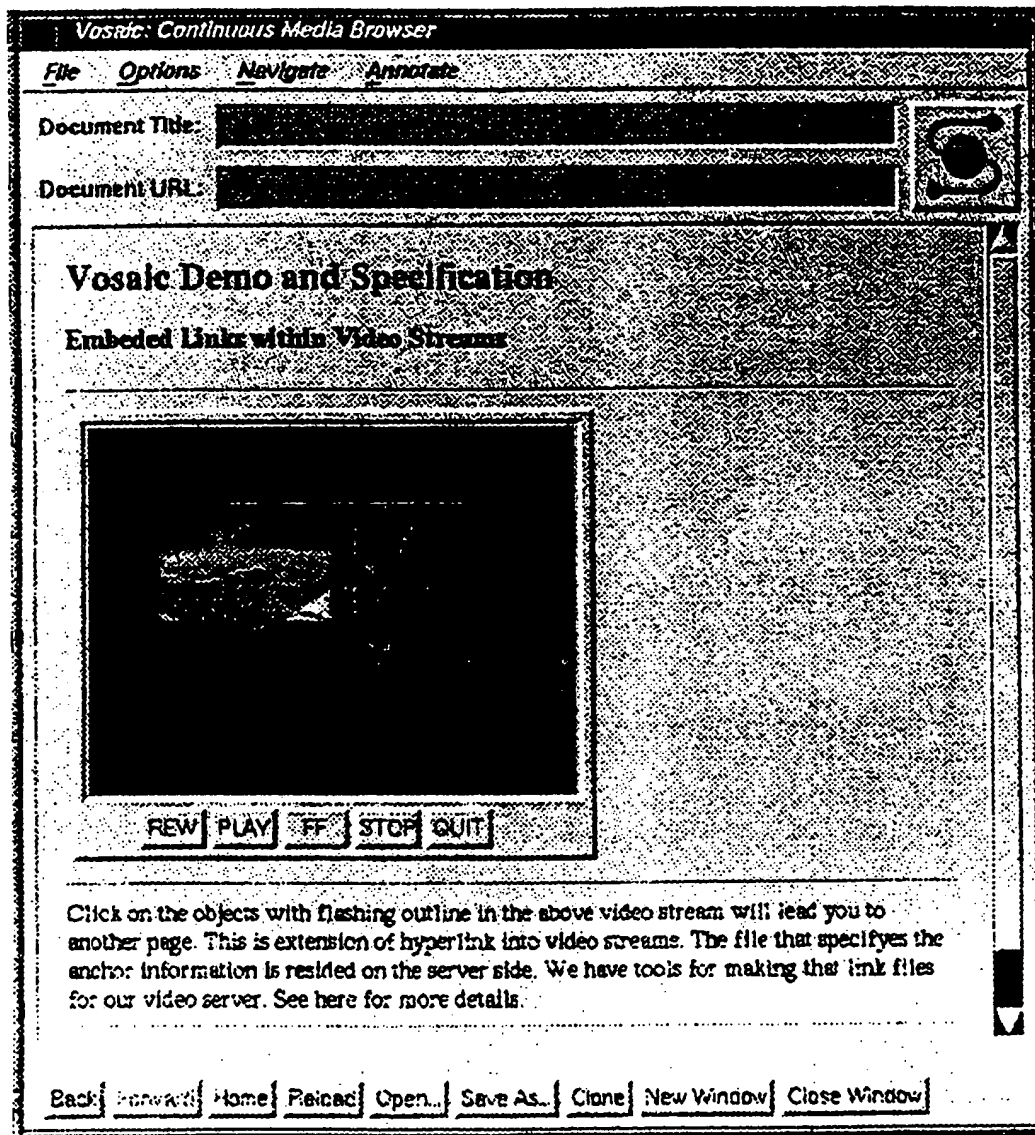 Vosaic: Continuous Media Browser
File Options Navigate Annotate
Document Title:
Document URL:
Vosaic Demo and Specification
Embeded Links within Video Streams
REW PLAY FF STOP QUIT
Click on the objects with flashing outline in the above video stream will lead you to
another page. This is extension of hyperlink into video streams. The file that specifyes the
anchor information is resided on the server side. We have tools for making that link files
for our video server. See here for more details.
Back Forward Home Reload Open... Save As... Clone New Window Close Window